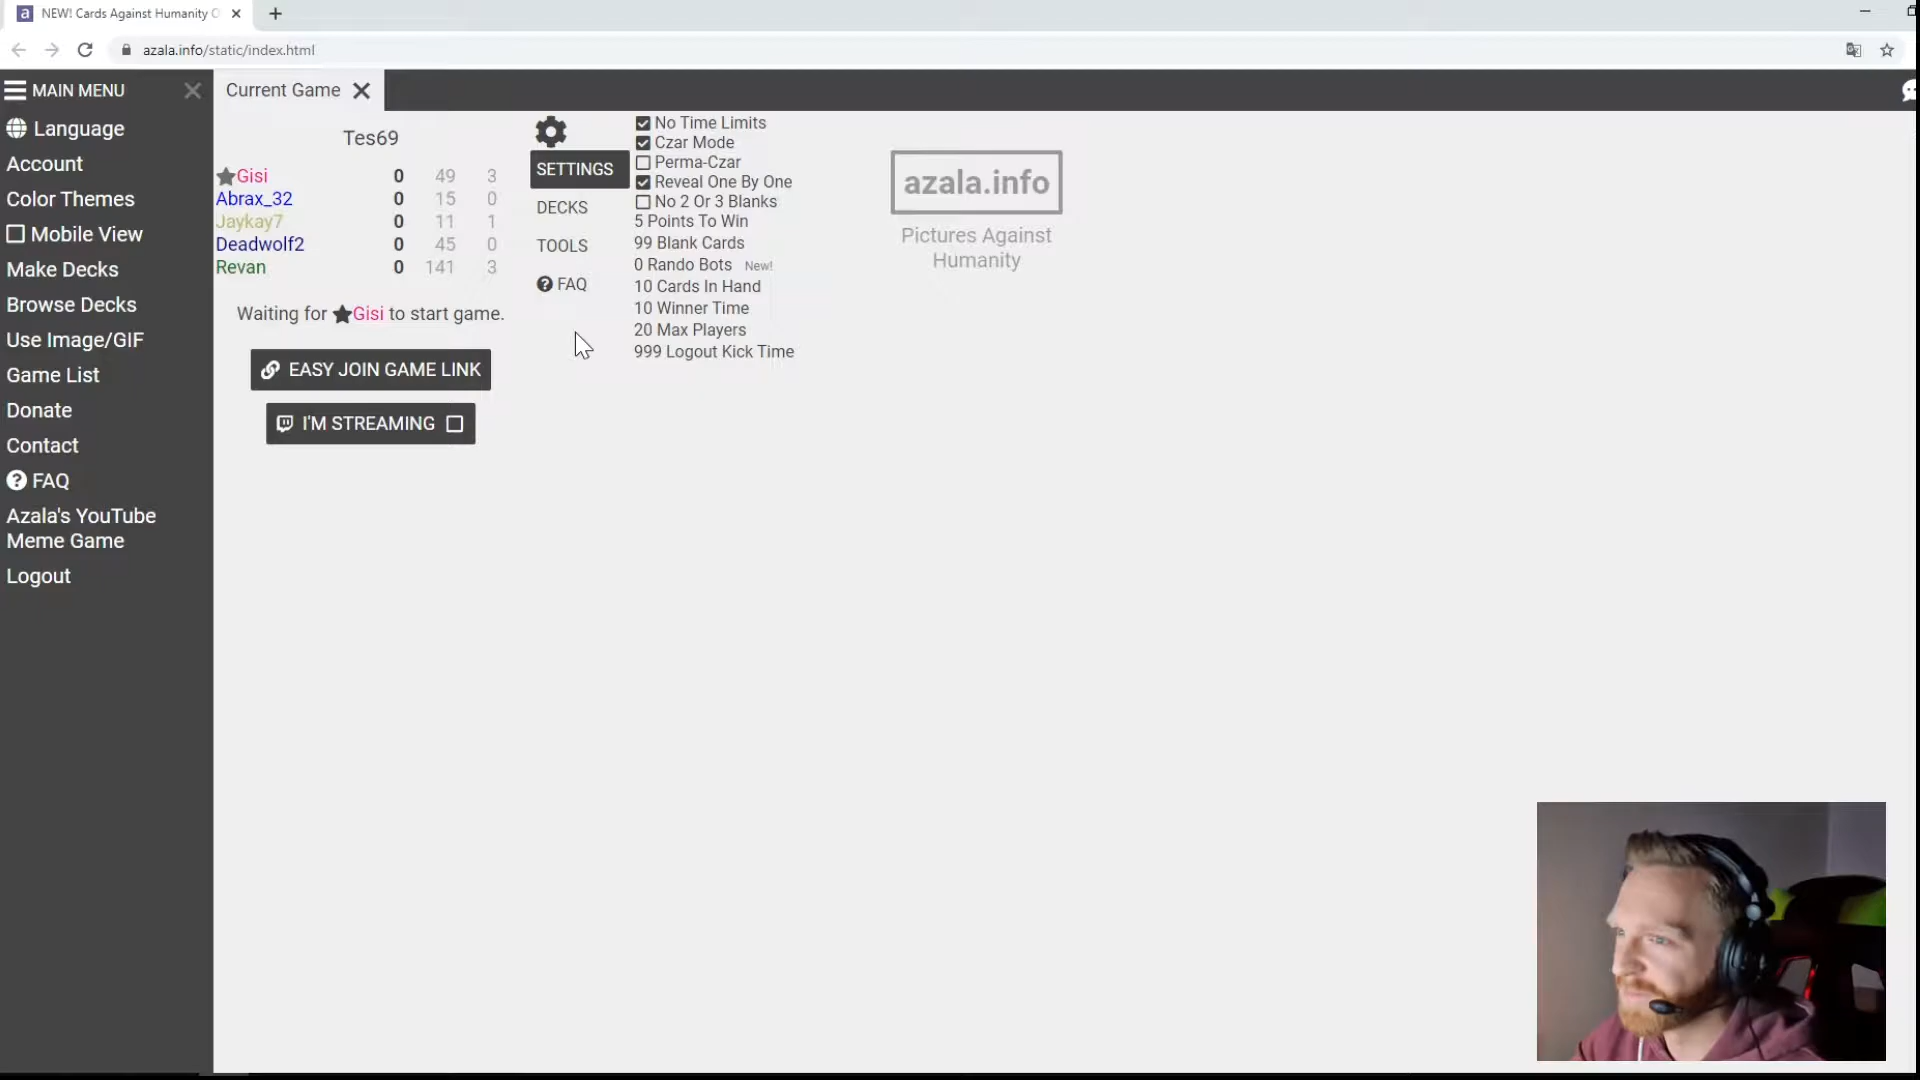 a NEW! Cards Against Humanity O
azala.info/static/index.html
MAIN MENU
Language
Account
Color Themes
Mobile View
Make Decks
Browse Decks
Use Image/GIF
Game List
Donate
Contact
FAQ
Azala's YouTube
Meme Game
Logout
Current Game
Tes69
Gisi 0 49 3
Abrax_32 0 15 0
Jaykay7 0 11 1
Deadwolf2 0 45 0
Revan 0 141 3
Waiting for Gisi to start game.
EASY JOIN GAME LINK
I'M STREAMING
SETTINGS
DECKS
TOOLS
FAQ
No Time Limits
Czar Mode
Perma-Czar
Reveal One By One
No 2 Or 3 Blanks
5 Points To Win
99 Blank Cards
0 Rando Bots New!
10 Cards In Hand
10 Winner Time
20 Max Players
999 Logout Kick Time
azala.info
Pictures Against
Humanity